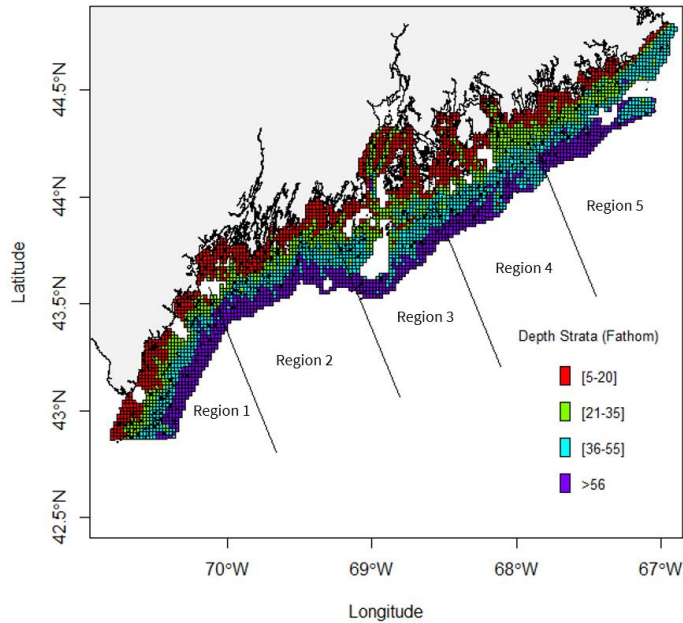 44.5°N
44°N
43.5°N
43°N
42.5°N
Latitude
Region 5
Region 4
Region 3
Region 2
Region 1
Depth Strata (Fathom)
[5-20]
[21-35]
[36-55]
>56
70°W
69°W
68°W
67°W
Longitude